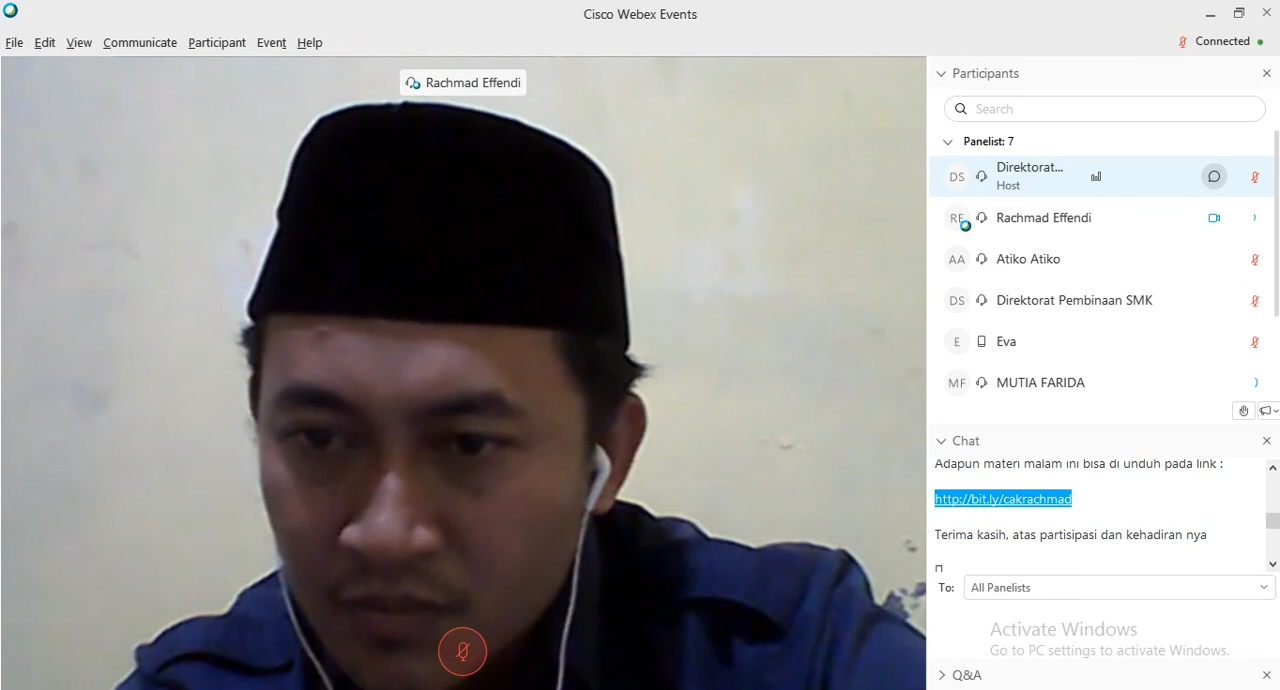 Cisco Webex Events
File Edit View Communicate Participant Event Help
Connected
Rachmad Effendi
Participants
Search
Panelist: 7
DS Direktorat...
Host
RE Rachmad Effendi
AA Atiko Atiko
DS Direktorat Pembinaan SMK
E Eva
MF MUTIA FARIDA
Chat
Adapun materi malam ini bisa di unduh pada link :
http://bit.ly/cakrachmad
Terima kasih, atas partisipasi dan kehadiran nya
To: All Panelists
Activate Windows
Go to PC settings to activate Windows.
Q&A